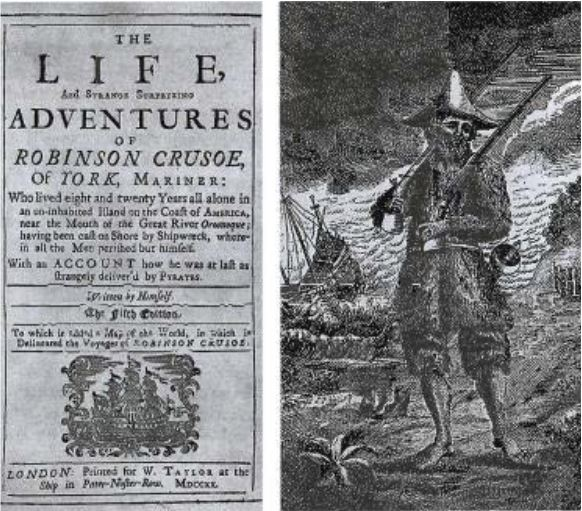 THE
LIFE,
And STRANGE SURPRIZING
ADVENTURES
OF
ROBINSON CRUSOE,
Of YORK, MARINER:
Who lived eight and twenty Years all alone in
an un-inhabited Island on the Coast of AMERICA,
near the Mouth of the Great River Oroonoque;
having been cast on Shore by Shipwreck, where-
in all the Men perished but himself.
With an ACCOUNT how he was at last as
strangely deliver'd by PYRATES.
Written by Himself.
The Fifth Edition.
To which is added a Map of the World, in which is
Delineated the Voyages of ROBINSON CRUSOE.
LONDON: Printed for W. TAYLOR at the
Ship in Pater-Noster-Row. MDCCXX.